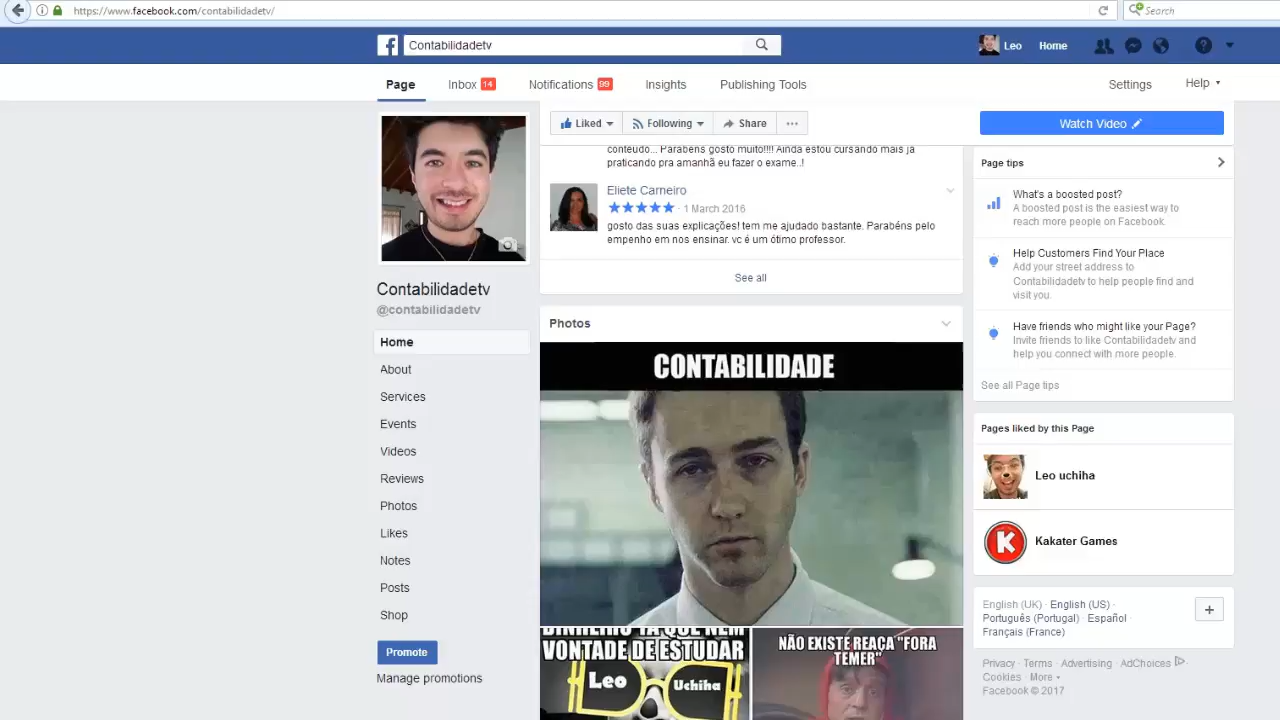 https://www.facebook.com/contabilidadetv/
Search
Contabilidadetv
Leo
Home
Page
Inbox 14
Notifications 99
Insights
Publishing Tools
Settings
Help
Liked
Following
Share
Watch Video
conteúdo... Parabéns gosto muito!!!! Ainda estou cursando mais já
praticando pra amanhã eu fazer o exame..!
Eliete Carneiro
1 March 2016
gosto das suas explicações! tem me ajudado bastante. Parabéns pelo
empenho em nos ensinar. vc é um ótimo professor.
See all
Contabilidadetv
@contabilidadetv
Home
About
Services
Events
Videos
Reviews
Photos
Likes
Notes
Posts
Shop
Promote
Manage promotions
Photos
CONTABILIDADE
DINHEIRO TÁ QUE NEM
VONTADE DE ESTUDAR
Leo
Uchiha
NÃO EXISTE REAÇA "FORA
TEMER"
Page tips
What's a boosted post?
A boosted post is the easiest way to
reach more people on Facebook.
Help Customers Find Your Place
Add your street address to
Contabilidadetv to help people find and
visit you.
Have friends who might like your Page?
Invite friends to like Contabilidadetv and
help you connect with more people.
See all Page tips
Pages liked by this Page
Leo uchiha
K
Kakater Games
English (UK) · English (US) ·
Português (Portugal) · Español
Français (France)
+
Privacy · Terms · Advertising · AdChoices ·
Cookies · More
Facebook © 2017